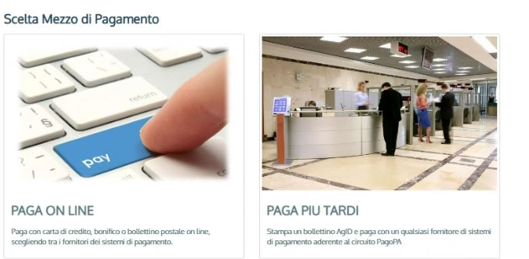 Scelta Mezzo di Pagamento
return
pay
PAGA ON LINE
Paga con carta di credito, bonifico o bollettino postale on line,
scegliendo tra i fornitori dei sistemi di pagamento.
PAGA PIU TARDI
Stampa un bollettino AgID e paga con un qualsiasi fornitore di sistemi
di pagamento aderente al circuito PagoPA